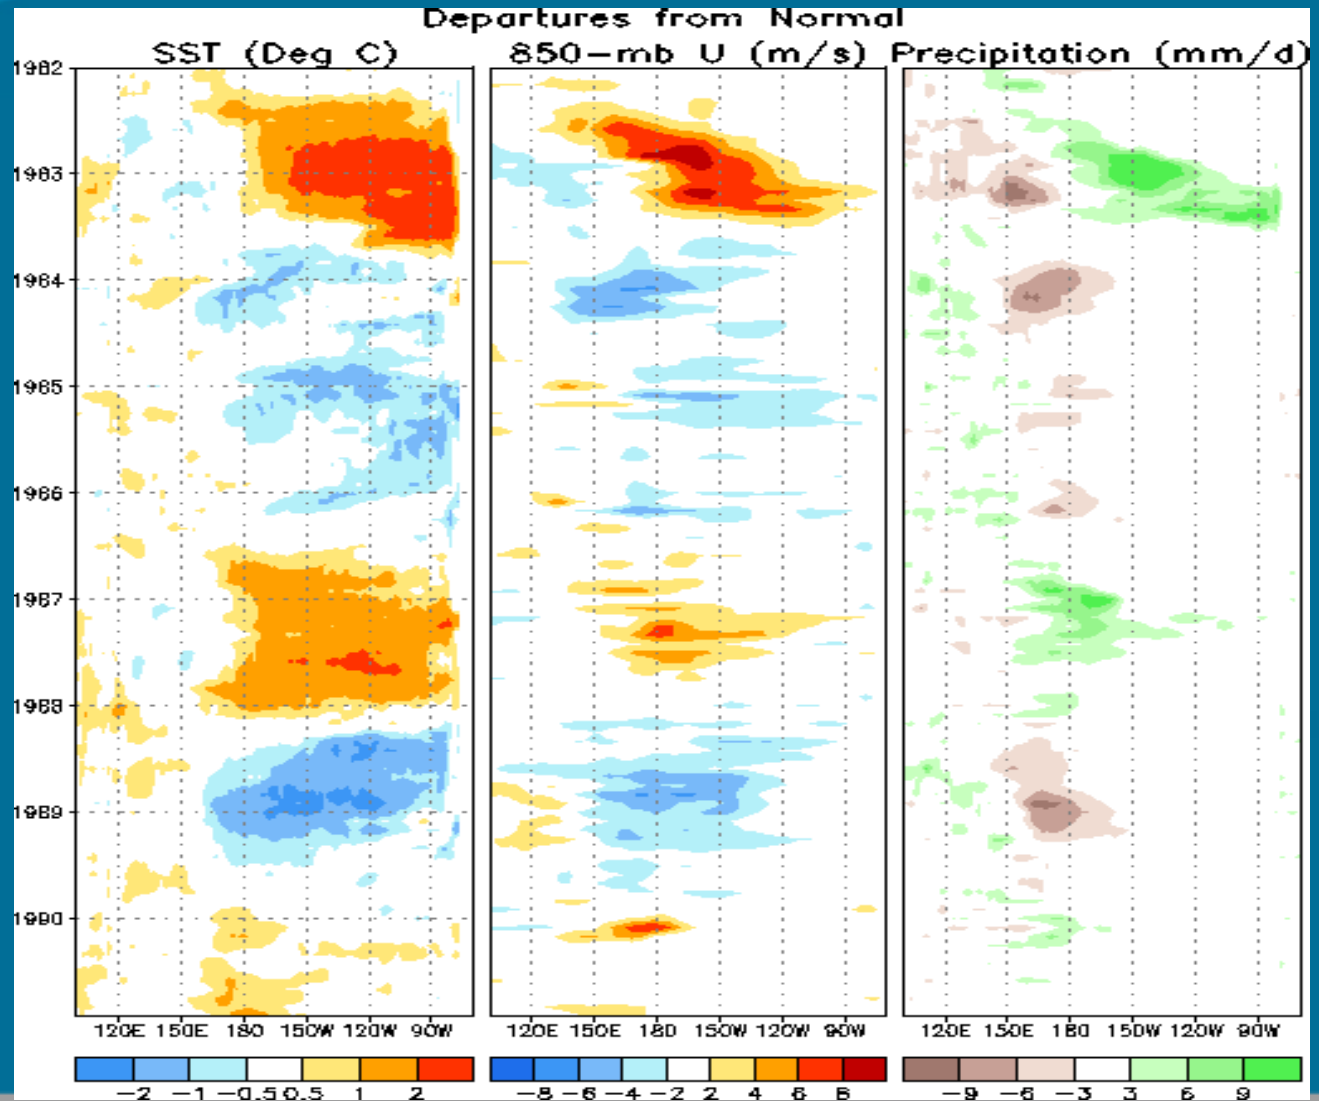 Departures from Normal
SST (Deg C) 850-mb U (m/s) Precipitation (mm/d)
1982
1983
1984
1985
1986
1987
1988
1989
1990
120E 150E 180 150W 120W 90W 120E 150E 180 150W 120W 90W 120E 150E 180 150W 120W 90W
-2 -1 -0.5 0.5 1 2 -8 -6 -4 -2 2 4 6 8 -9 -6 -3 3 6 9